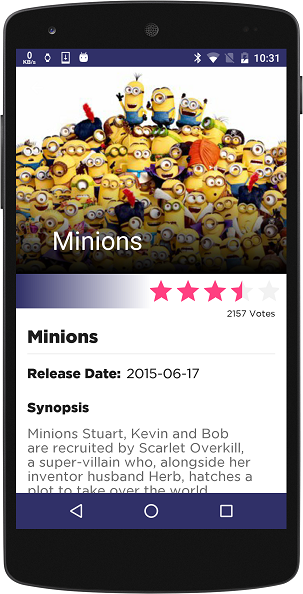 0
KB/s
10:31
Minions
2157 Votes
Minions
Release Date: 2015-06-17
Synopsis
Minions Stuart, Kevin and Bob
are recruited by Scarlet Overkill,
a super-villain who, alongside her
inventor husband Herb, hatches a
plot to take over the world.